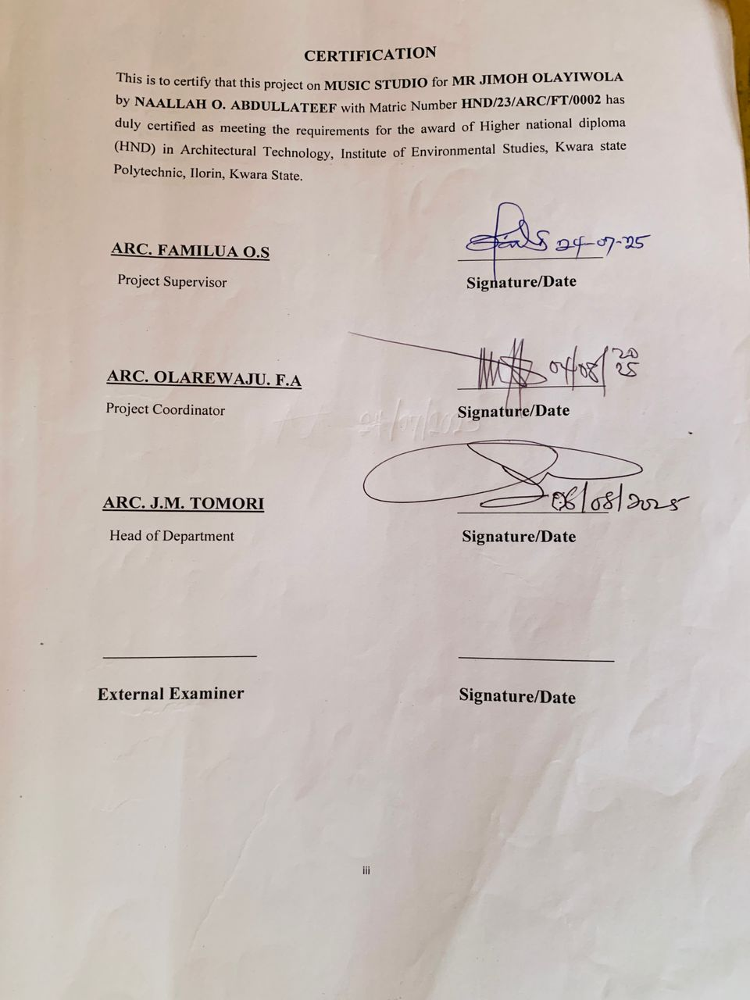 CERTIFICATION
This is to certify that this project on MUSIC STUDIO for MR JIMOH OLAYIWOLA
by NAALLAH O. ABDULLATEEF with Matric Number HND/23/ARC/FT/0002 has
duly certified as meeting the requirements for the award of Higher national diploma
(HND) in Architectural Technology, Institute of Environmental Studies, Kwara state
Polytechnic, Ilorin, Kwara State.
24-07-25
ARC. FAMILUA O.S
Project Supervisor Signature/Date
04/08/2025
ARC. OLAREWAJU. F.A
Project Coordinator Signature/Date
ARC. J.M. TOMORI 06/08/2025
Head of Department Signature/Date
External Examiner Signature/Date
iii